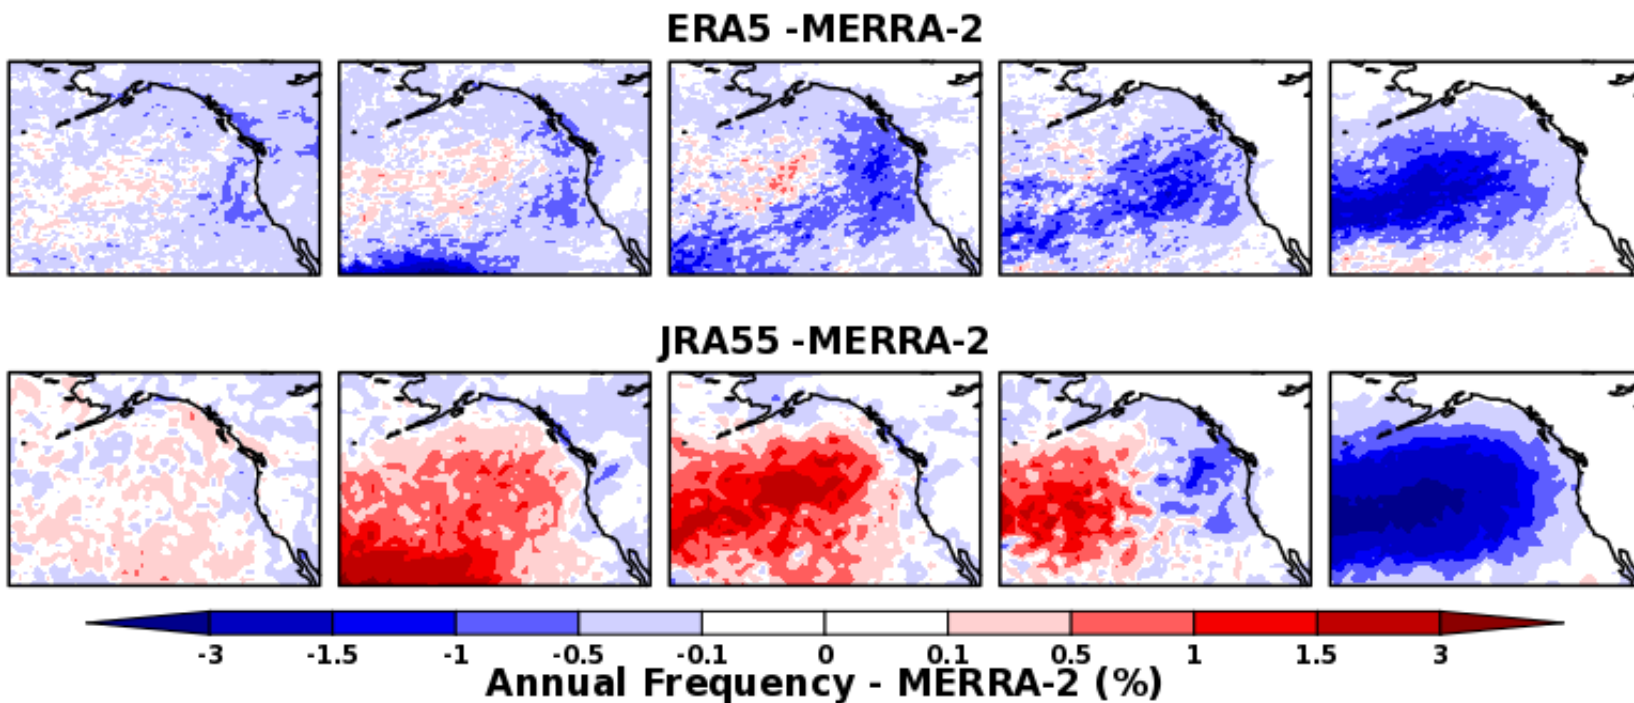 ERA5 -MERRA-2
JRA55 -MERRA-2
-3 -1.5 -1 -0.5 -0.1 0 0.1 0.5 1 1.5 3
Annual Frequency - MERRA-2 (%)